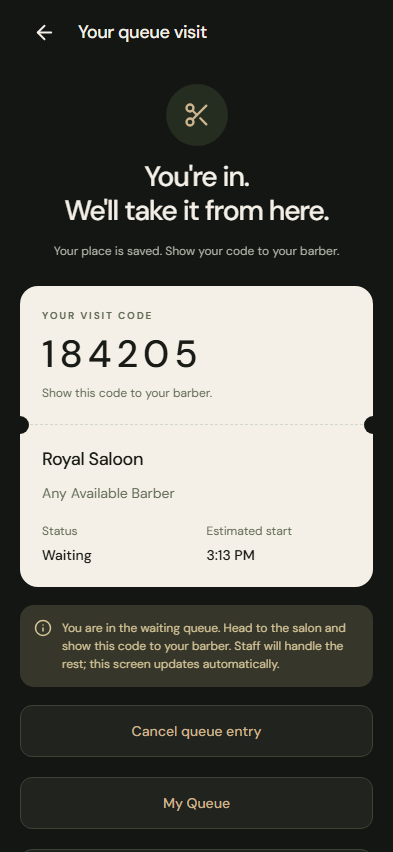 Your queue visit
You're in.
We'll take it from here.
Your place is saved. Show your code to your barber.
YOUR VISIT CODE
184205
Show this code to your barber.
Royal Saloon
Any Available Barber
Status
Estimated start
Waiting
3:13 PM
You are in the waiting queue. Head to the salon and
show this code to your barber. Staff will handle the
rest; this screen updates automatically.
Cancel queue entry
My Queue